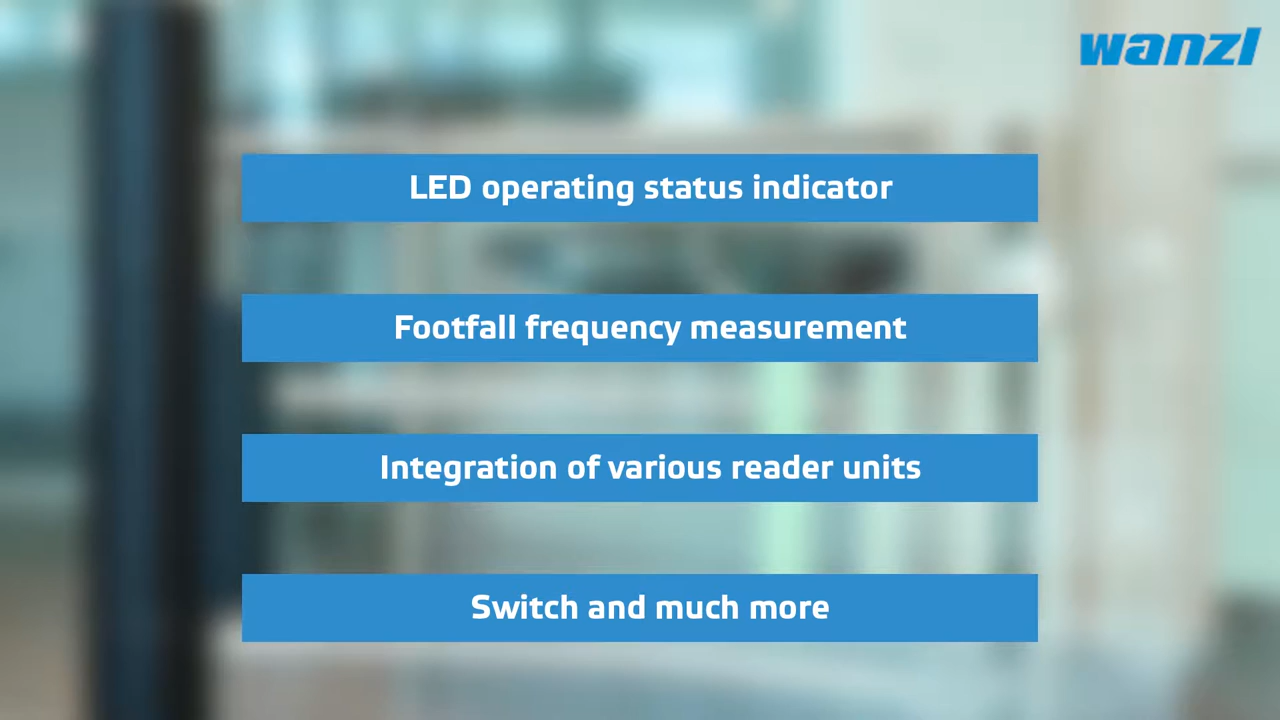 wanzl
LED operating status indicator
Footfall frequency measurement
Integration of various reader units
Switch and much more